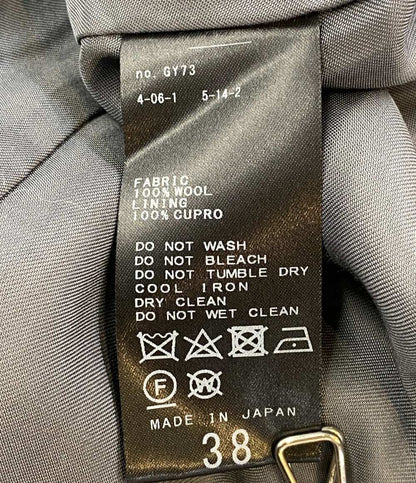 no. GY73
4-06-1 5-14-2
FABRIC
100% WOOL
LINING
100% CUPRO
DO NOT WASH
DO NOT BLEACH
DO NOT TUMBLE DRY
COOL IRON
DRY CLEAN
DO NOT WET CLEAN
F W
MADE IN JAPAN
38